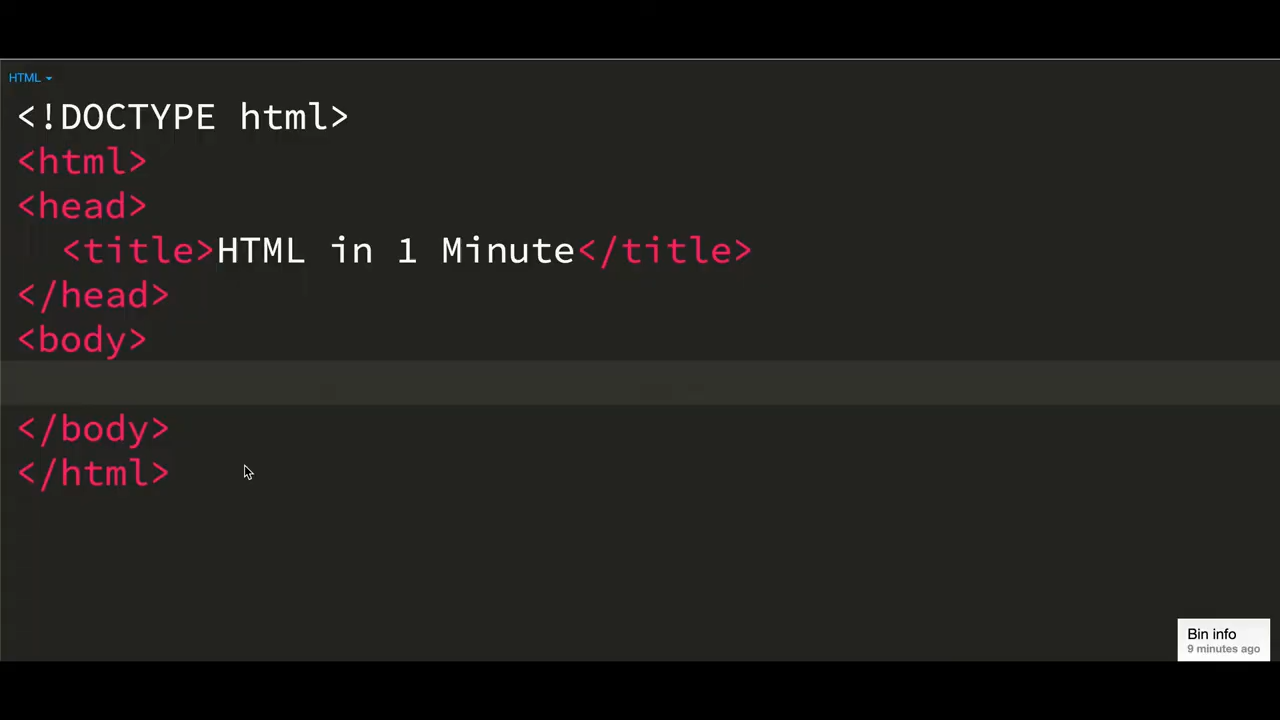 HTML
<!DOCTYPE html>
<html>
<head>
  <title>HTML in 1 Minute</title>
</head>
<body>
</body>
</html>
Bin info
9 minutes ago